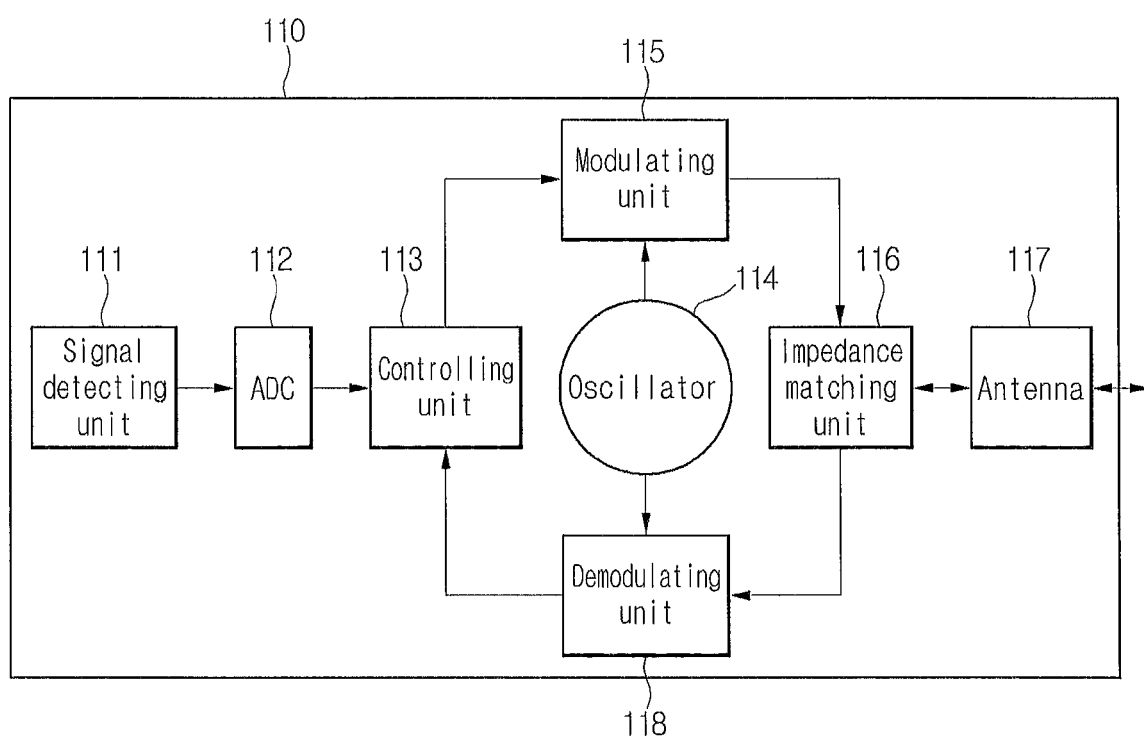 110
115
Modulating
unit
111
112
113
114
116
117
Signal
detecting
unit
ADC
Controlling
unit
Oscillator
Impedance
matching
unit
Antenna
Demodulating
unit
118